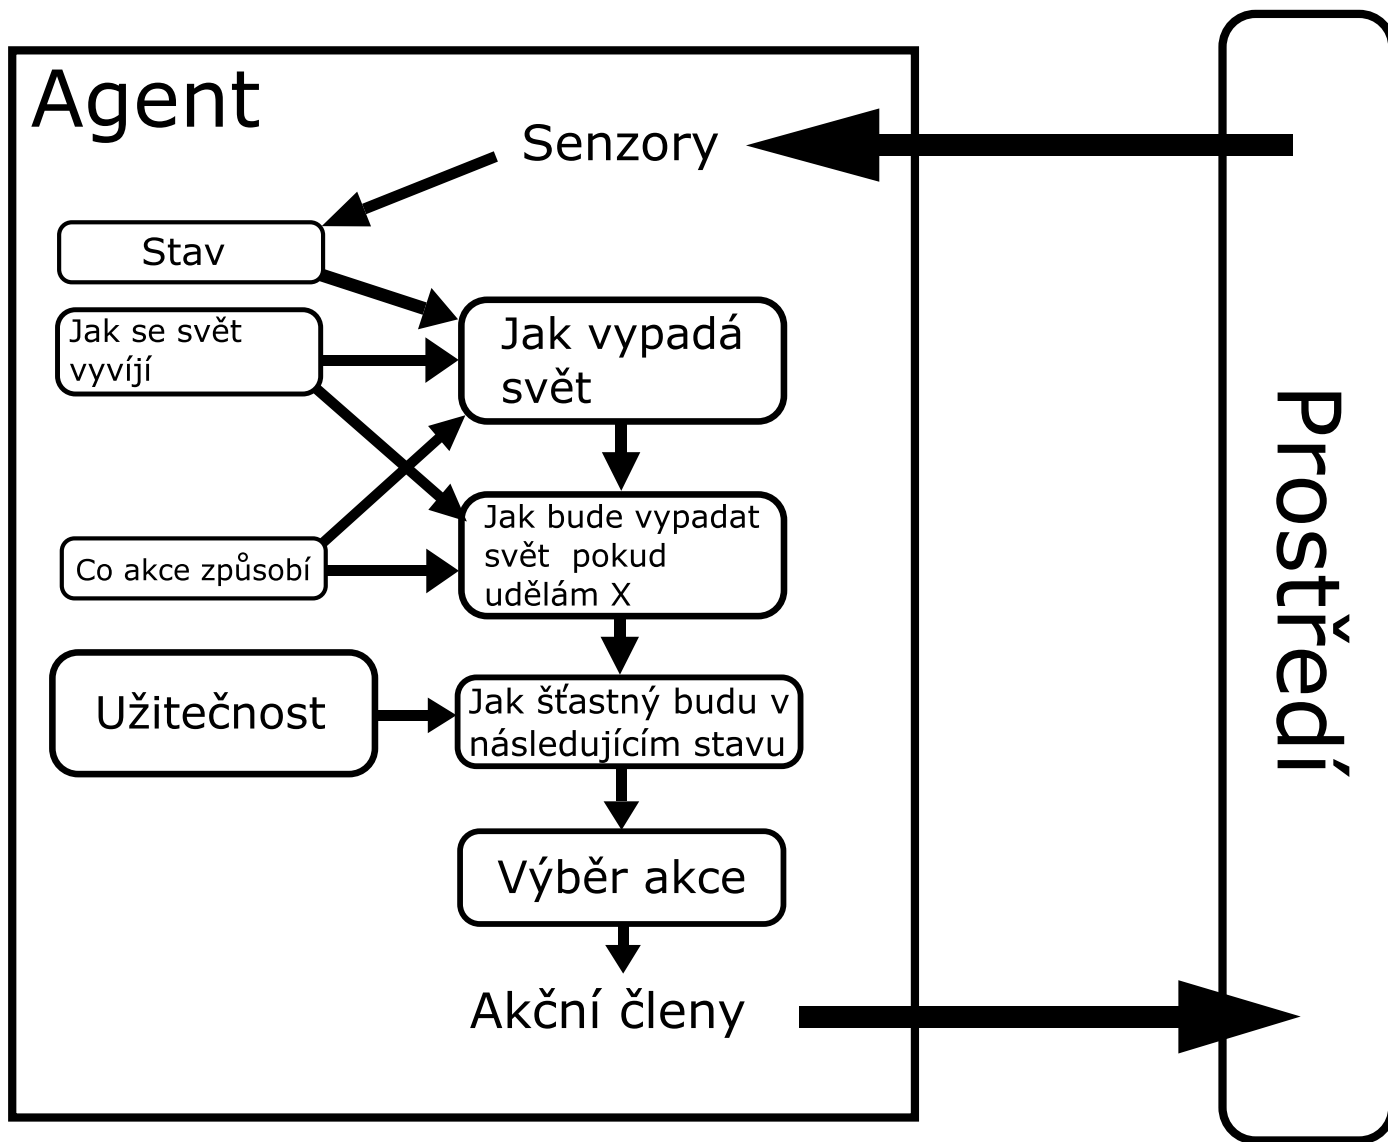 Agent
Senzory
Stav
Jak se svět
vyvíjí
Jak vypadá
svět
Jak bude vypadat
svět  pokud
udělám X
Co akce způsobí
Užitečnost
Jak šťastný budu v
následujícím stavu
Výběr akce
Akční členy
Prostředí